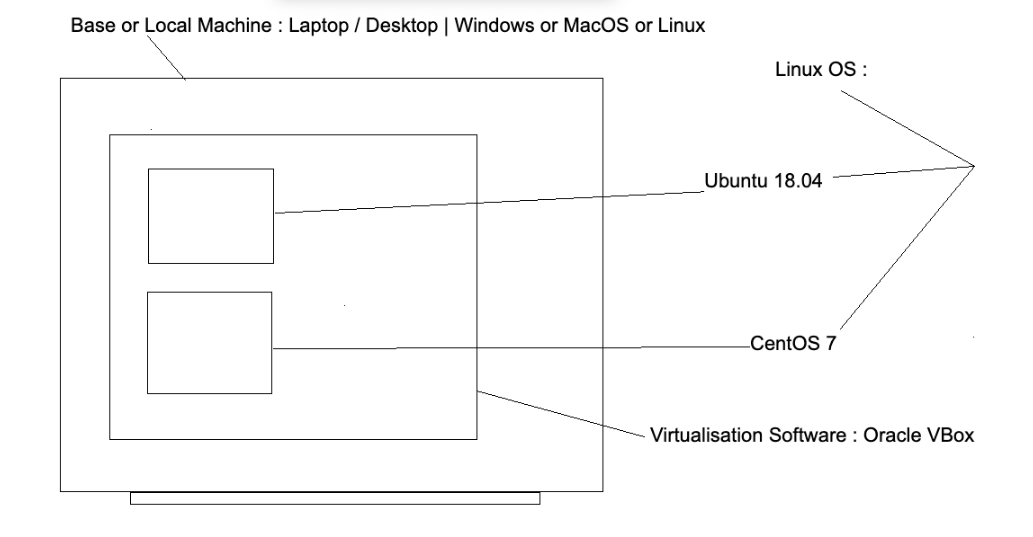 Base or Local Machine : Laptop / Desktop | Windows or MacOS or Linux
Linux OS :
Ubuntu 18.04
CentOS 7
Virtualisation Software : Oracle VBox